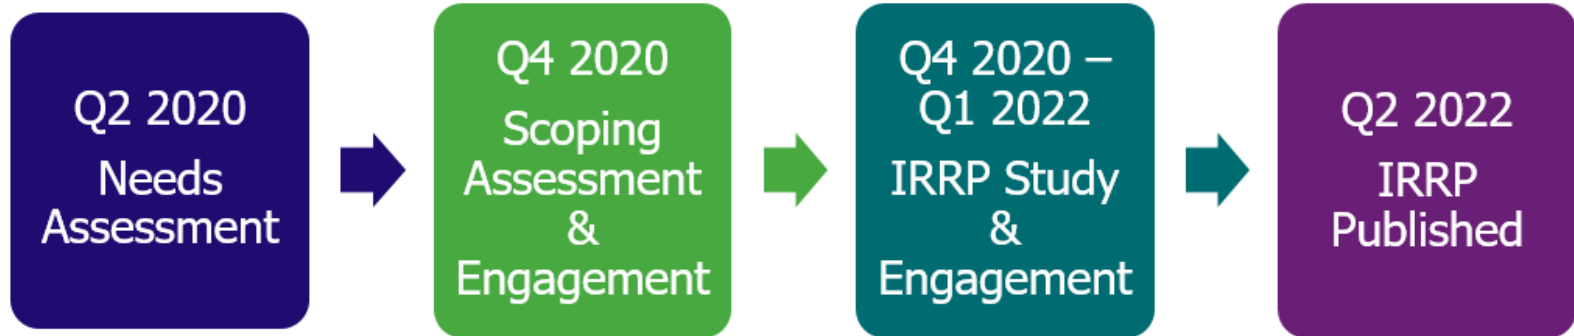 Q2 2020
Needs
Assessment
Q4 2020
Scoping
Assessment
&
Engagement
Q4 2020 –
Q1 2022
IRRP Study
&
Engagement
Q2 2022
IRRP
Published